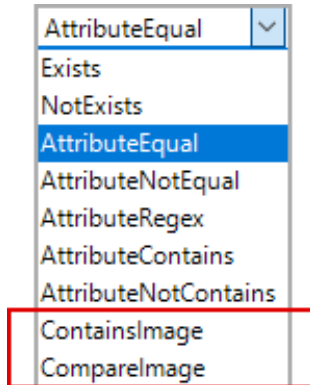 AttributeEqual
Exists
NotExists
AttributeEqual
AttributeNotEqual
AttributeRegex
AttributeContains
AttributeNotContains
ContainsImage
CompareImage